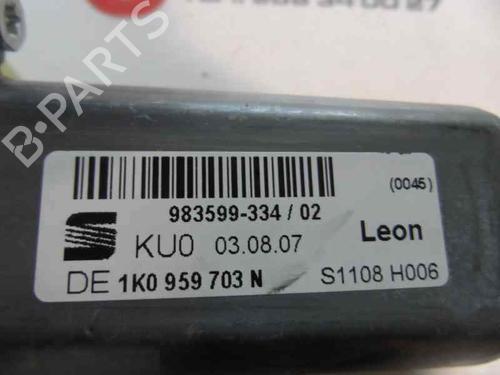 B-PARTS
(0045)
983599-334 / 02
KU0 03.08.07
Leon
DE 1K0 959 703 N
S1108 H006